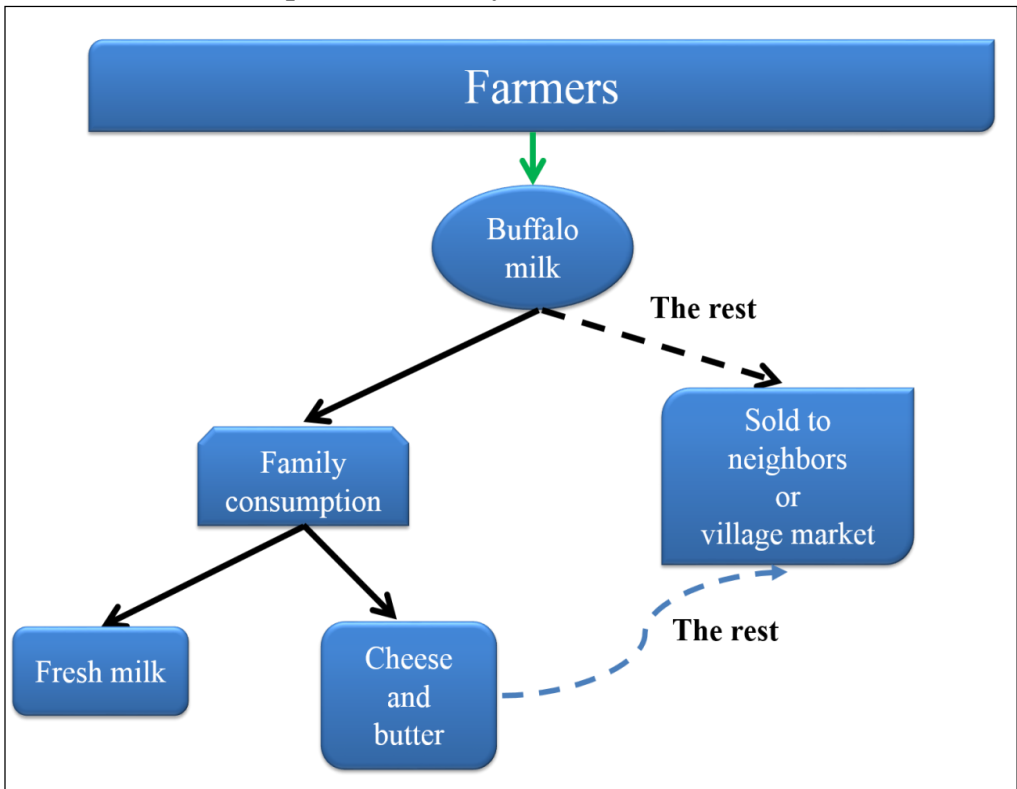 Farmers
Buffalo
milk
The rest
Sold to
neighbors
or
village market
Family
consumption
The rest
Fresh milk
Cheese
and
butter